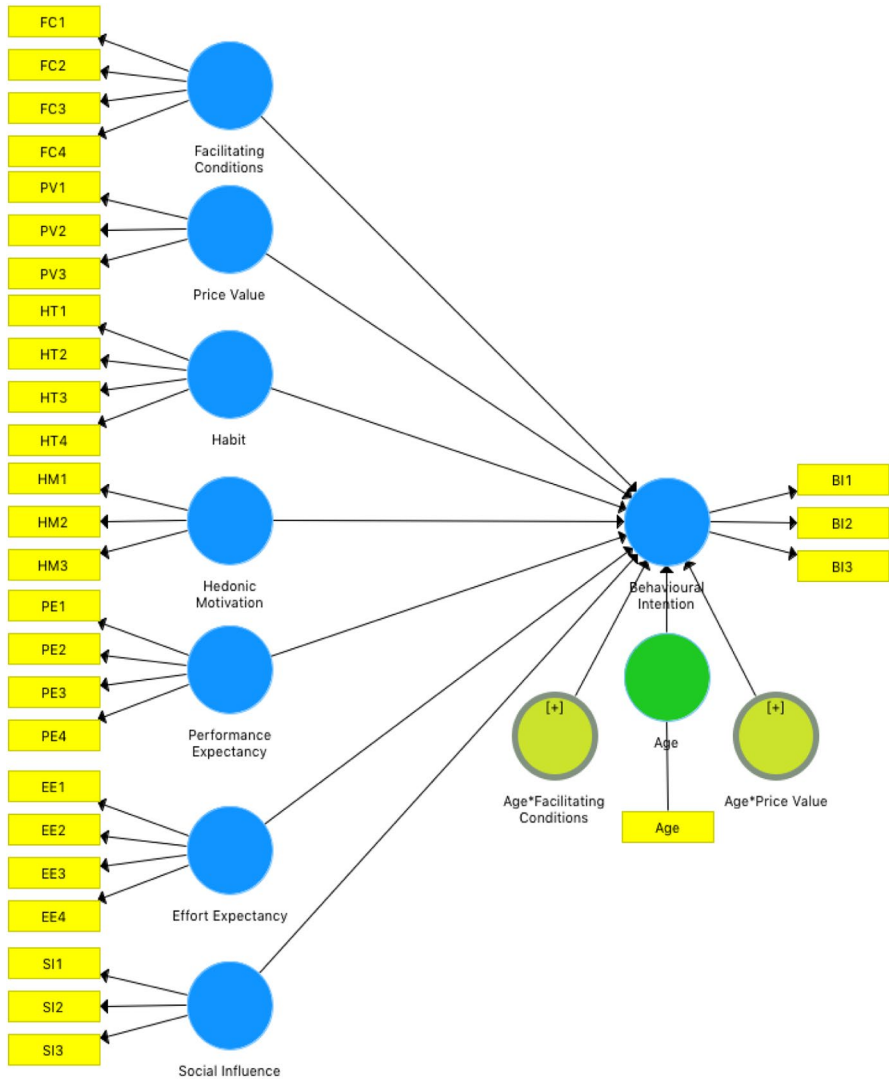 FC1
FC2
FC3
FC4
Facilitating
Conditions
PV1
PV2
PV3
Price Value
HT1
HT2
HT3
HT4
Habit
HM1
HM2
HM3
Hedonic
Motivation
PE1
PE2
PE3
PE4
Performance
Expectancy
EE1
EE2
EE3
EE4
Effort Expectancy
SI1
SI2
SI3
Social Influence
Behavioural
Intention
BI1
BI2
BI3
[+]
Age*Facilitating
Conditions
Age
Age
[+]
Age*Price Value